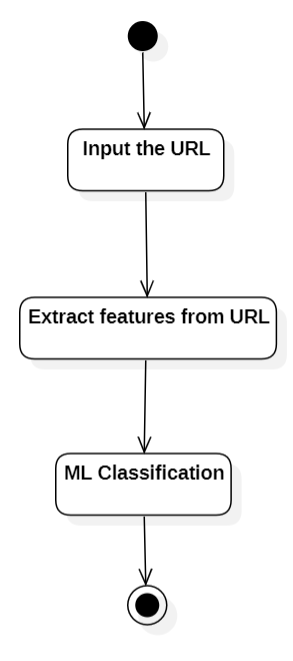 Input the URL
Extract features from URL
ML Classification